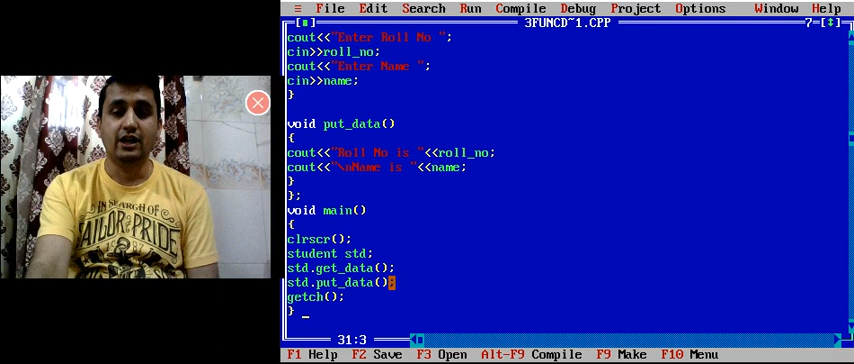 IN SEARCH OF
SAILOR PRIDE
≡ File Edit Search Run Compile Debug Project Options Window Help
3FUNCD~1.CPP 7
cout<<"Enter Roll No ";
cin>>roll_no;
cout<<"Enter Name ";
cin>>name;
}
void put_data()
{
cout<<"Roll No is "<<roll_no;
cout<<"\nName is "<<name;
}
};
void main()
{
clrscr();
student std;
std.get_data();
std.put_data();
getch();
} _
31:3
F1 Help F2 Save F3 Open Alt-F9 Compile F9 Make F10 Menu